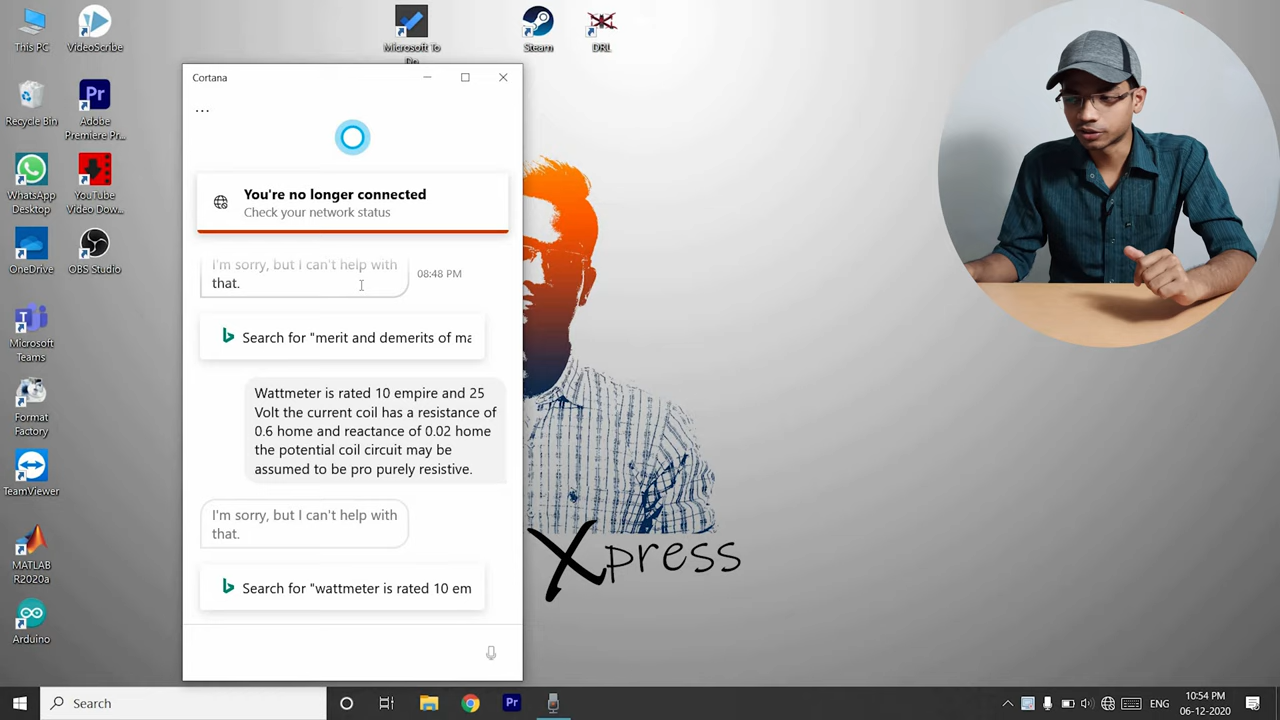 This PC
VideoScribe
Microsoft To
Do
Steam
DRL
Recycle Bin
Adobe
Premiere Pr...
WhatsApp
Desktop
YouTube
Video Dow...
OneDrive
OBS Studio
Microsoft
Teams
Format
Factory
TeamViewer
MATLAB
R2020a
Arduino
Cortana
...
You're no longer connected
Check your network status
I'm sorry, but I can't help with
that.
08:48 PM
Search for "merit and demerits of ma
Wattmeter is rated 10 empire and 25
Volt the current coil has a resistance of
0.6 home and reactance of 0.02 home
the potential coil circuit may be
assumed to be pro purely resistive.
I'm sorry, but I can't help with
that.
Search for "wattmeter is rated 10 em
Xpress
Search
Pr
ENG
10:54 PM
06-12-2020